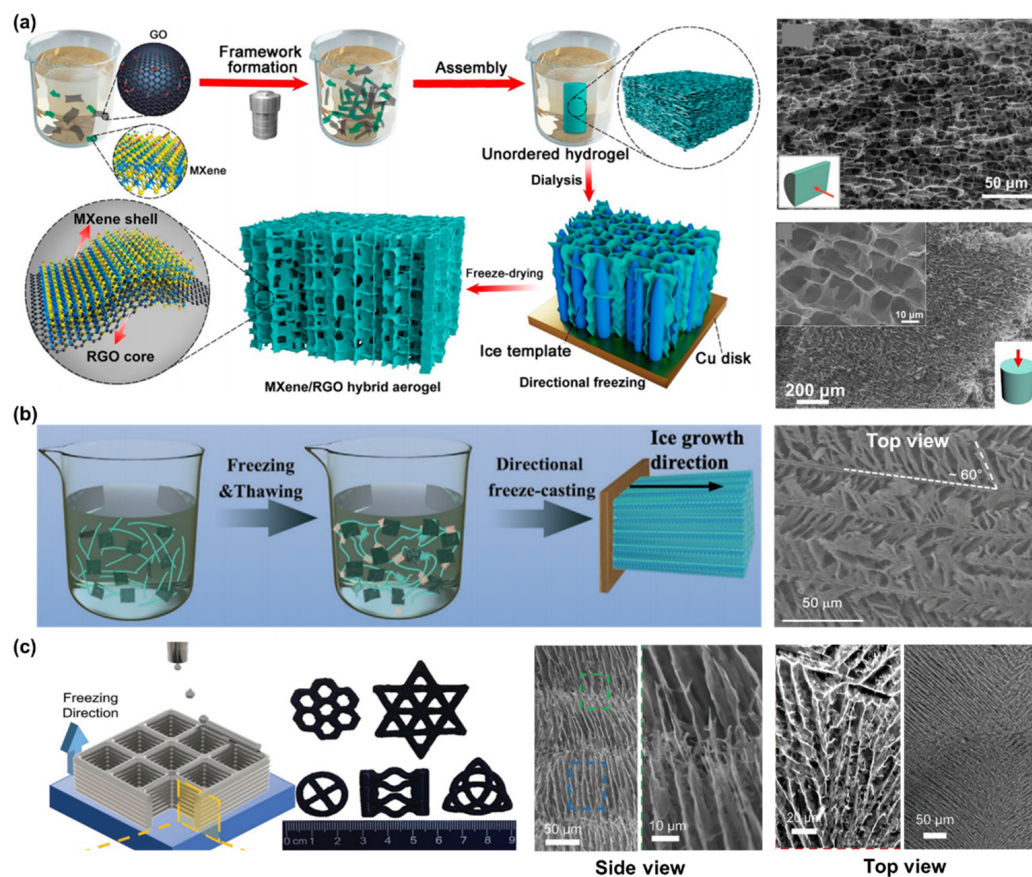 (a)
GO
Framework
formation
Assembly
MXene
Unordered hydrogel
Dialysis
50 µm
MXene shell
RGO core
Freeze-drying
Ice template
Cu disk
MXene/RGO hybrid aerogel
Directional freezing
10 µm
200 µm
(b)
Freezing
&Thawing
Directional
freeze-casting
Ice growth
direction
Top view
~ 60°
50 µm
(c)
Freezing
Direction
0 cm 1 2 3 4 5 6 7 8 9
50 µm
10 µm
20 µm
50 µm
Side view
Top view